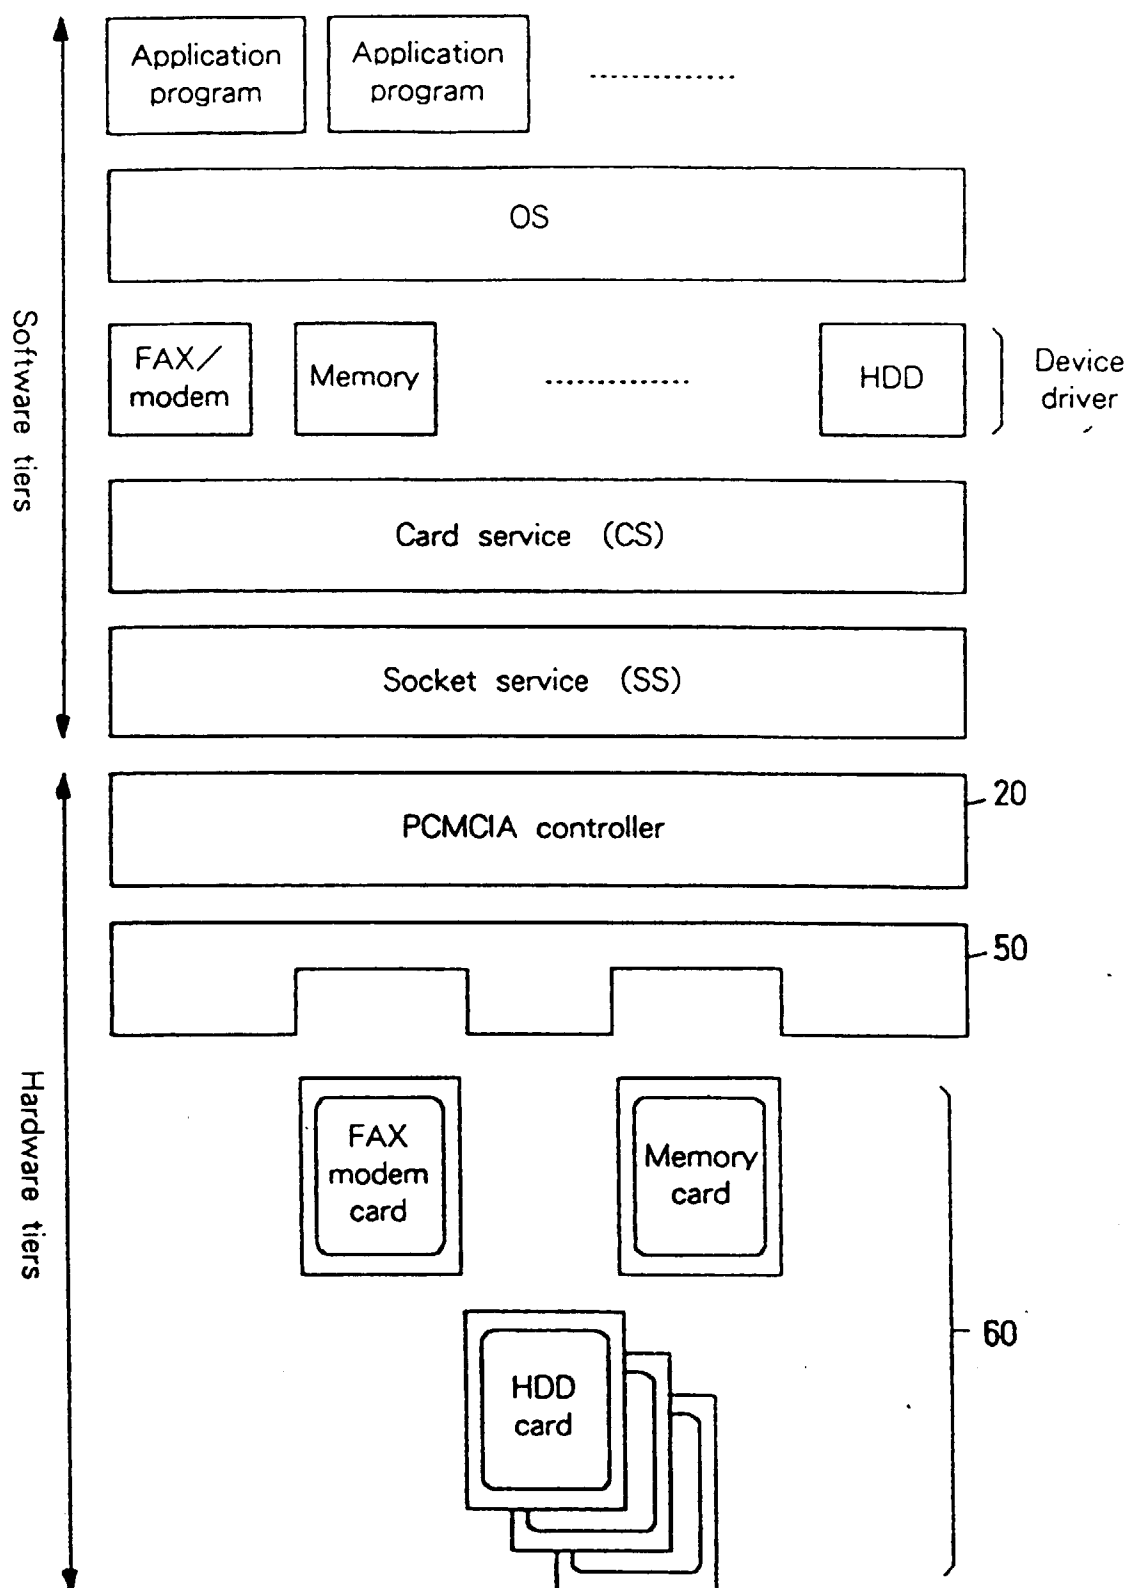 Application
program
Application
program
OS
Software tiers
FAX/
modem
Memory
HDD
Device
driver
Card service (CS)
Socket service (SS)
PCMCIA controller
20
50
Hardware tiers
FAX
modem
card
Memory
card
60
HDD
card